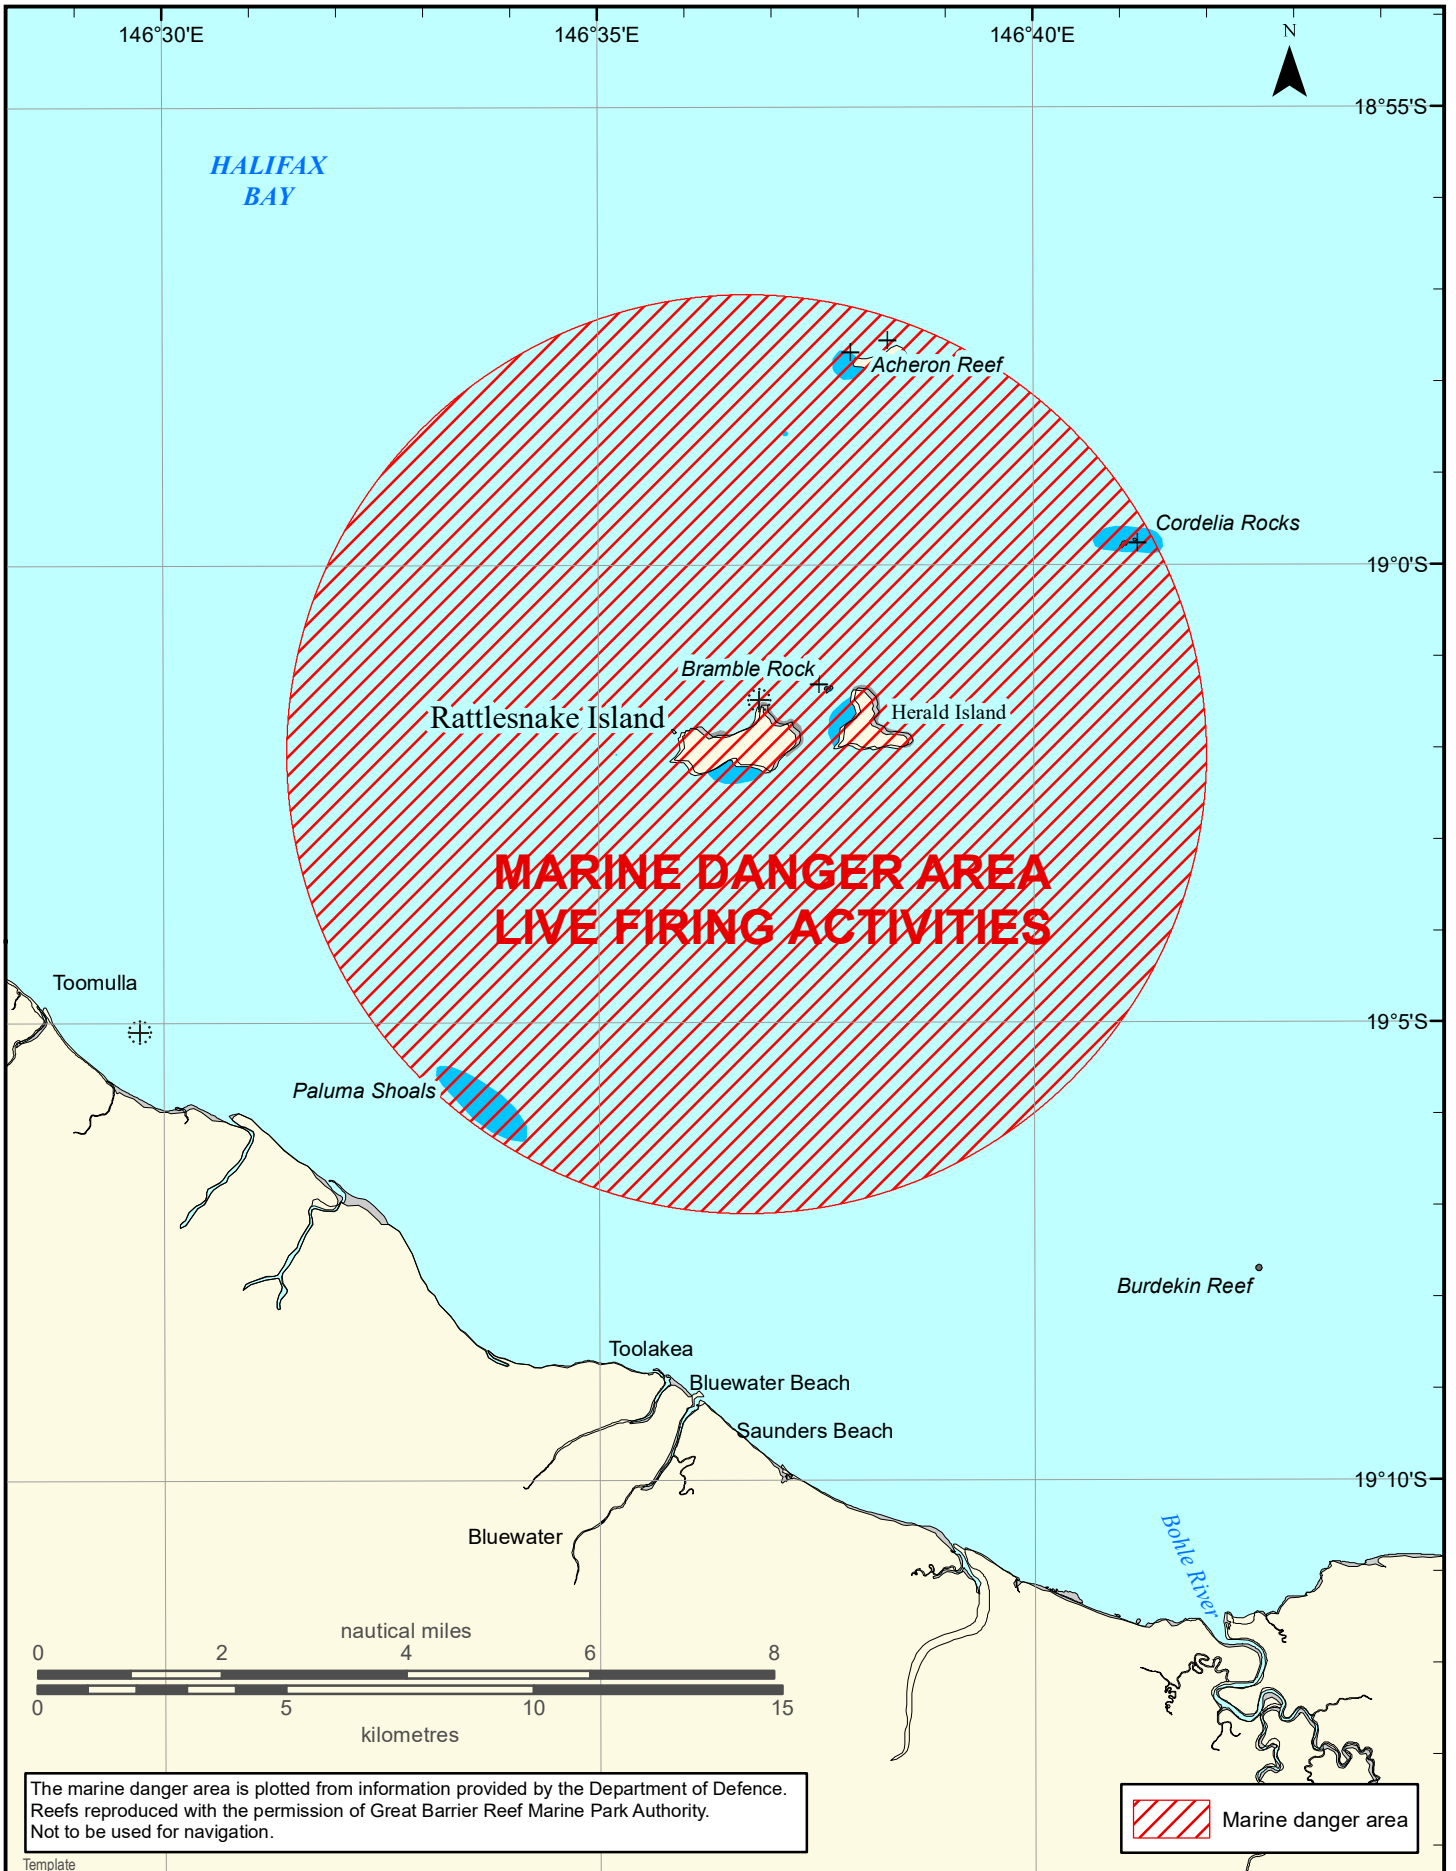 146°30'E
146°35'E
146°40'E
N
18°55'S
HALIFAX
BAY
Acheron Reef
Cordelia Rocks
19°0'S
Bramble Rock
Rattlesnake Island
Herald Island
MARINE DANGER AREA
LIVE FIRING ACTIVITIES
Toomulla
19°5'S
Paluma Shoals
Burdekin Reef
Toolakea
Bluewater Beach
Saunders Beach
19°10'S
Bluewater
Bohle River
nautical miles
0 2 4 6 8
0 5 10 15
kilometres
The marine danger area is plotted from information provided by the Department of Defence.
Reefs reproduced with the permission of Great Barrier Reef Marine Park Authority.
Not to be used for navigation.
Marine danger area
Template